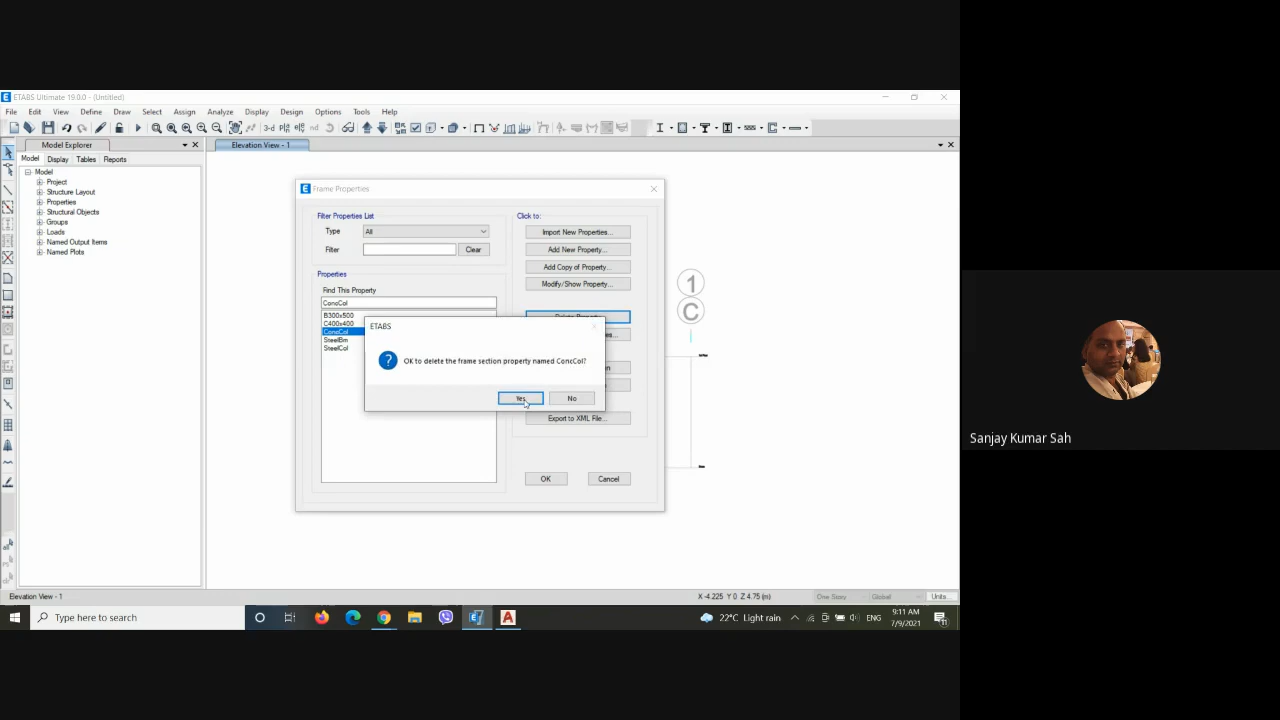 ETABS Ultimate 19.0.0 - (Untitled)
File Edit View Define Draw Select Assign Analyze Display Design Options Tools Help
3-d
nd
Model Explorer
Elevation View - 1
Model Display Tables Reports
Model
Project
Structure Layout
Properties
Structural Objects
Groups
Loads
Named Output Items
Named Plots
Frame Properties
Filter Properties List
Type All
Filter Clear
Properties
Find This Property
ConcCol
B300x500
C400x400
ConcCol
SteelBm
SteelCol
Click to:
Import New Properties...
Add New Property...
Add Copy of Property...
Modify/Show Property...
Export to XML File...
OK Cancel
ETABS
OK to delete the frame section property named ConcCol?
Yes No
1
C
Elevation View - 1
X -4.225 Y 0 Z 4.75 (m)
One Story Global Units...
Type here to search
22°C Light rain
ENG
9:11 AM
7/9/2021
Sanjay Kumar Sah